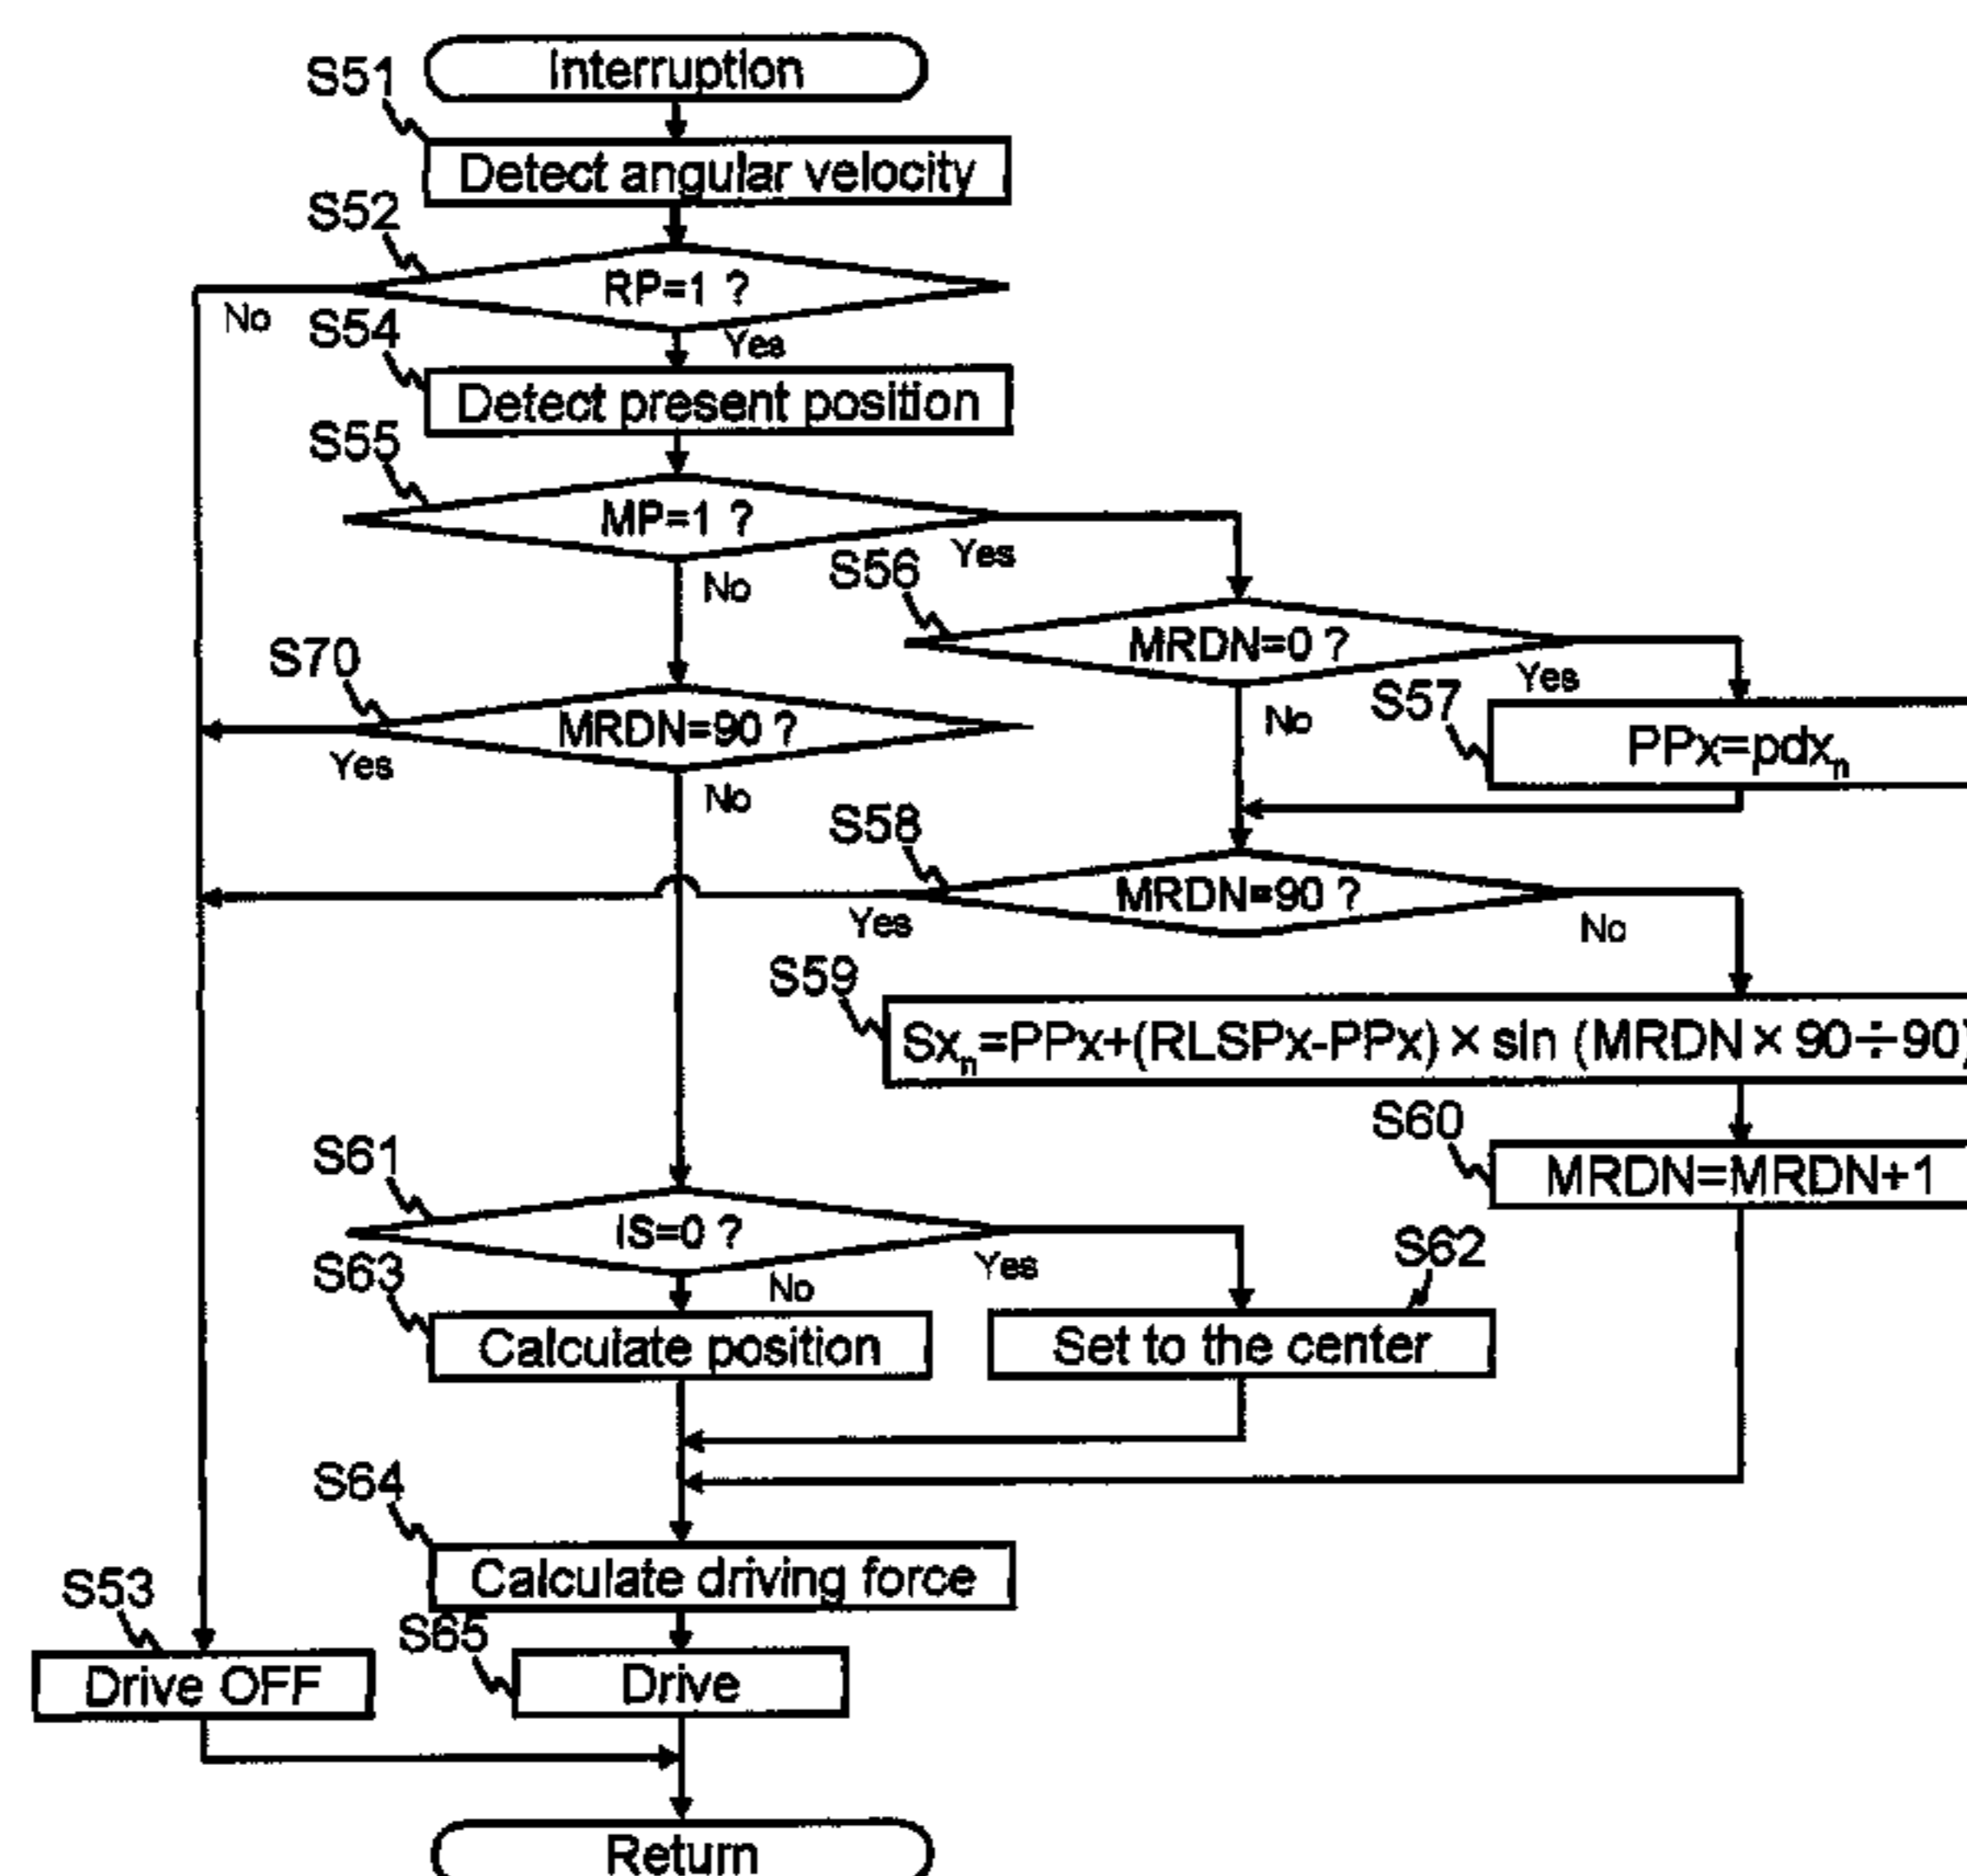 Interruption
S51
Detect angular velocity
S52
RP=1 ?
No
Yes
S54
Detect present position
S55
MP=1 ?
Yes
No
S56
MRDN=0 ?
Yes
No
S57
PPx=pdxn
S70
MRDN=90 ?
Yes
No
S58
MRDN=90 ?
Yes
No
S59
Sxn=PPx+(RLSPx-PPx) × sin (MRDN × 90÷90)
S60
MRDN=MRDN+1
S61
IS=0 ?
Yes
No
S62
Set to the center
S63
Calculate position
S64
Calculate driving force
S53
Drive OFF
S65
Drive
Return